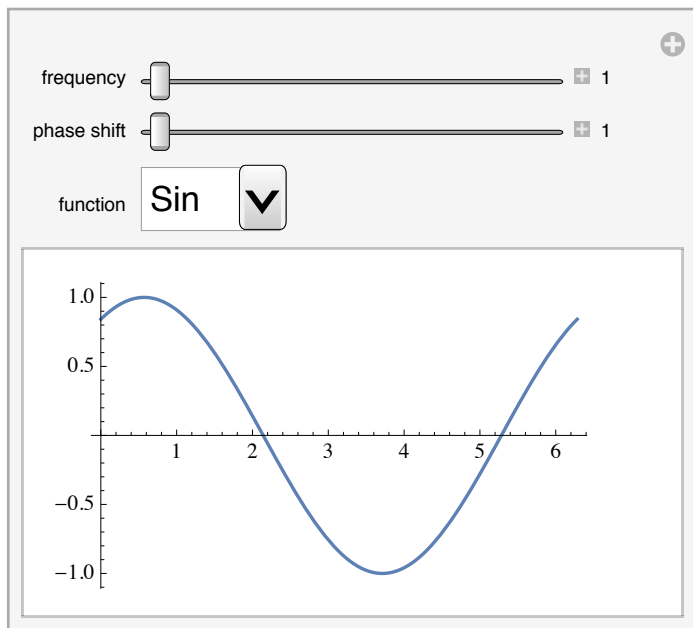 frequency 1
phase shift 1
function Sin
1.0
0.5
1 2 3 4 5 6
−0.5
−1.0